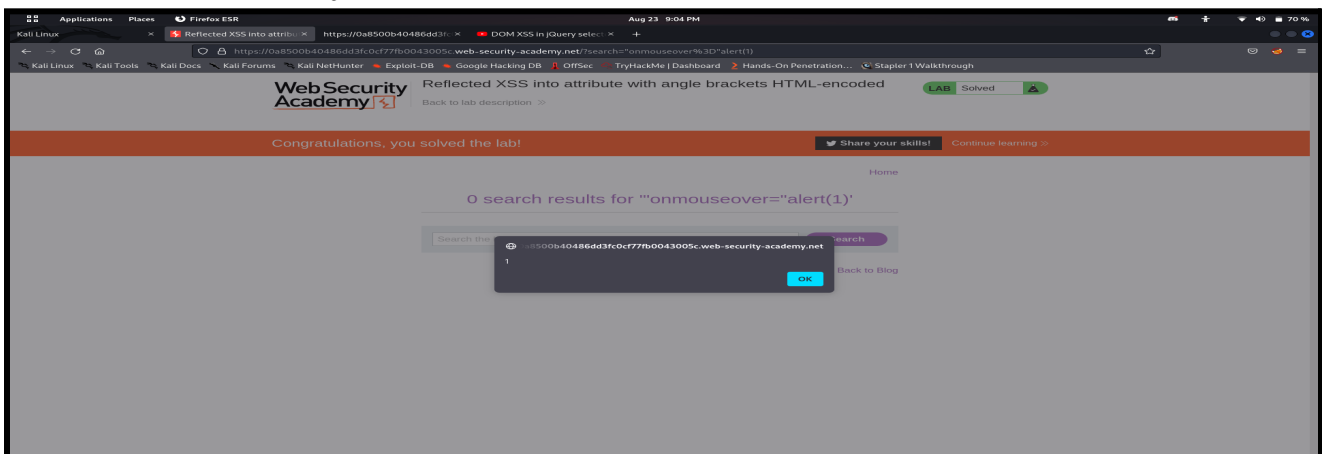 Applications Places Firefox ESR Aug 23 9:04 PM 70 %
Kali Linux × Reflected XSS into attribu × https://0a8500b40486dd3fc × DOM XSS in jQuery select × +
https://0a8500b40486dd3fc0cf77fb0043005c.web-security-academy.net/?search="onmouseover%3D"alert(1)
Kali Linux Kali Tools Kali Docs Kali Forums Kali NetHunter Exploit-DB Google Hacking DB OffSec TryHackMe | Dashboard Hands-On Penetration... Stapler 1 Walkthrough
Web Security Academy
Reflected XSS into attribute with angle brackets HTML-encoded
LAB Solved
Back to lab description »
Congratulations, you solved the lab!
Share your skills! Continue learning »
Home
0 search results for '"onmouseover="alert(1)'
Search the
Search
a8500b40486dd3fc0cf77fb0043005c.web-security-academy.net
1
OK
Back to Blog